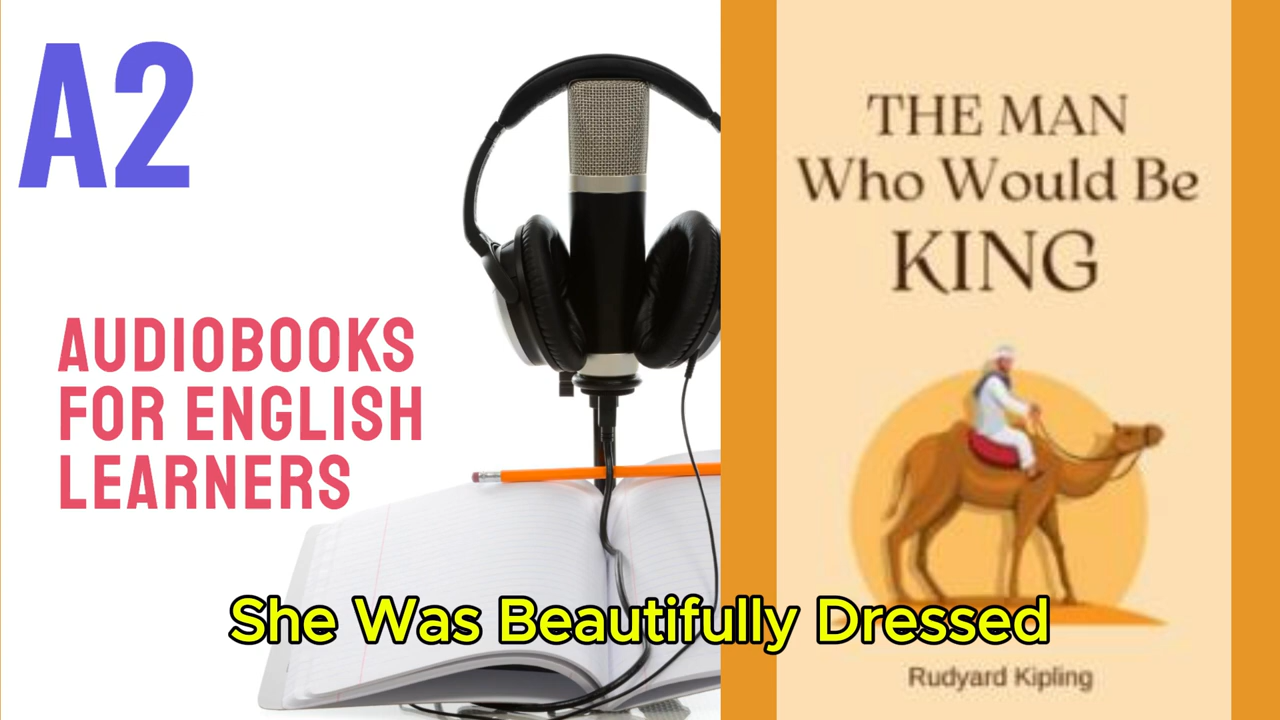 A2
AUDIOBOOKS
FOR ENGLISH
LEARNERS
THE MAN
Who Would Be
KING
Rudyard Kipling
She Was Beautifully Dressed